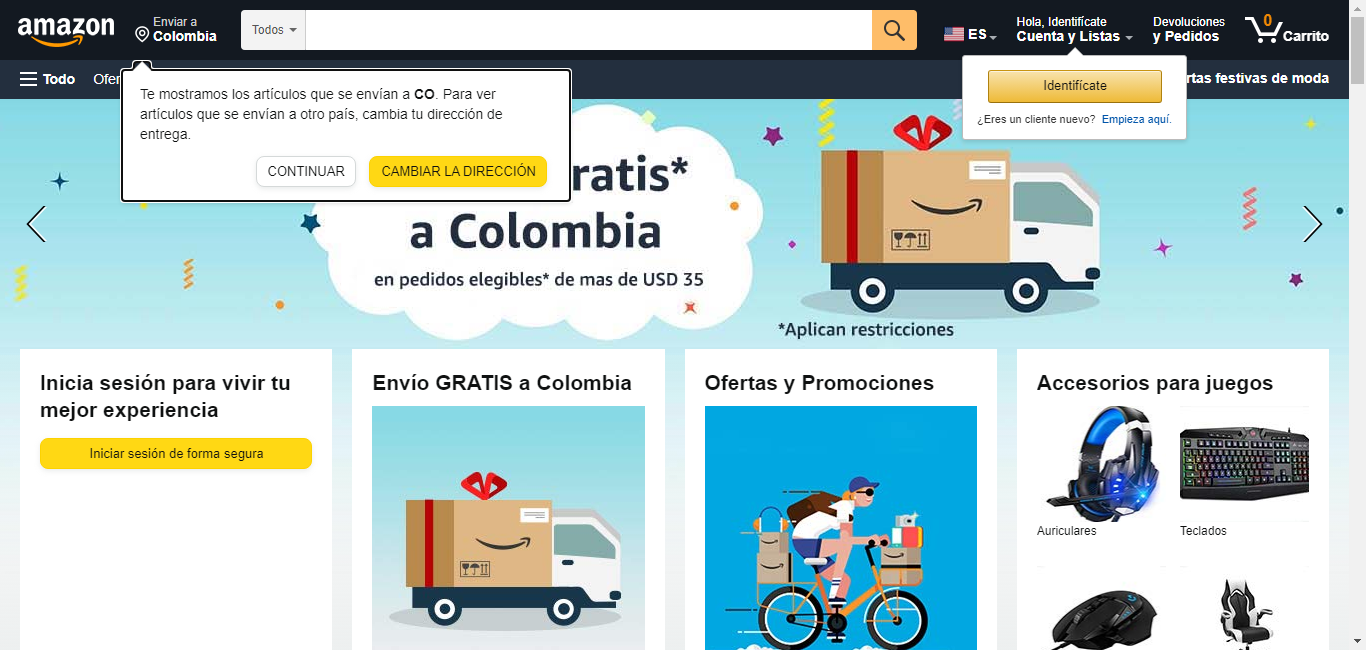 amazon
Enviar a
Colombia
Todos
ES
Hola, Identifícate
Cuenta y Listas
Devoluciones
y Pedidos
0
Carrito
Todo
Ofer
rtas festivas de moda
Te mostramos los artículos que se envían a CO. Para ver
artículos que se envían a otro país, cambia tu dirección de
entrega.
CONTINUAR
CAMBIAR LA DIRECCIÓN
Identifícate
¿Eres un cliente nuevo? Empieza aquí.
ratis*
a Colombia
en pedidos elegibles* de mas de USD 35
*Aplican restricciones
Inicia sesión para vivir tu
mejor experiencia
Iniciar sesión de forma segura
Envío GRATIS a Colombia
Ofertas y Promociones
Accesorios para juegos
Auriculares
Teclados